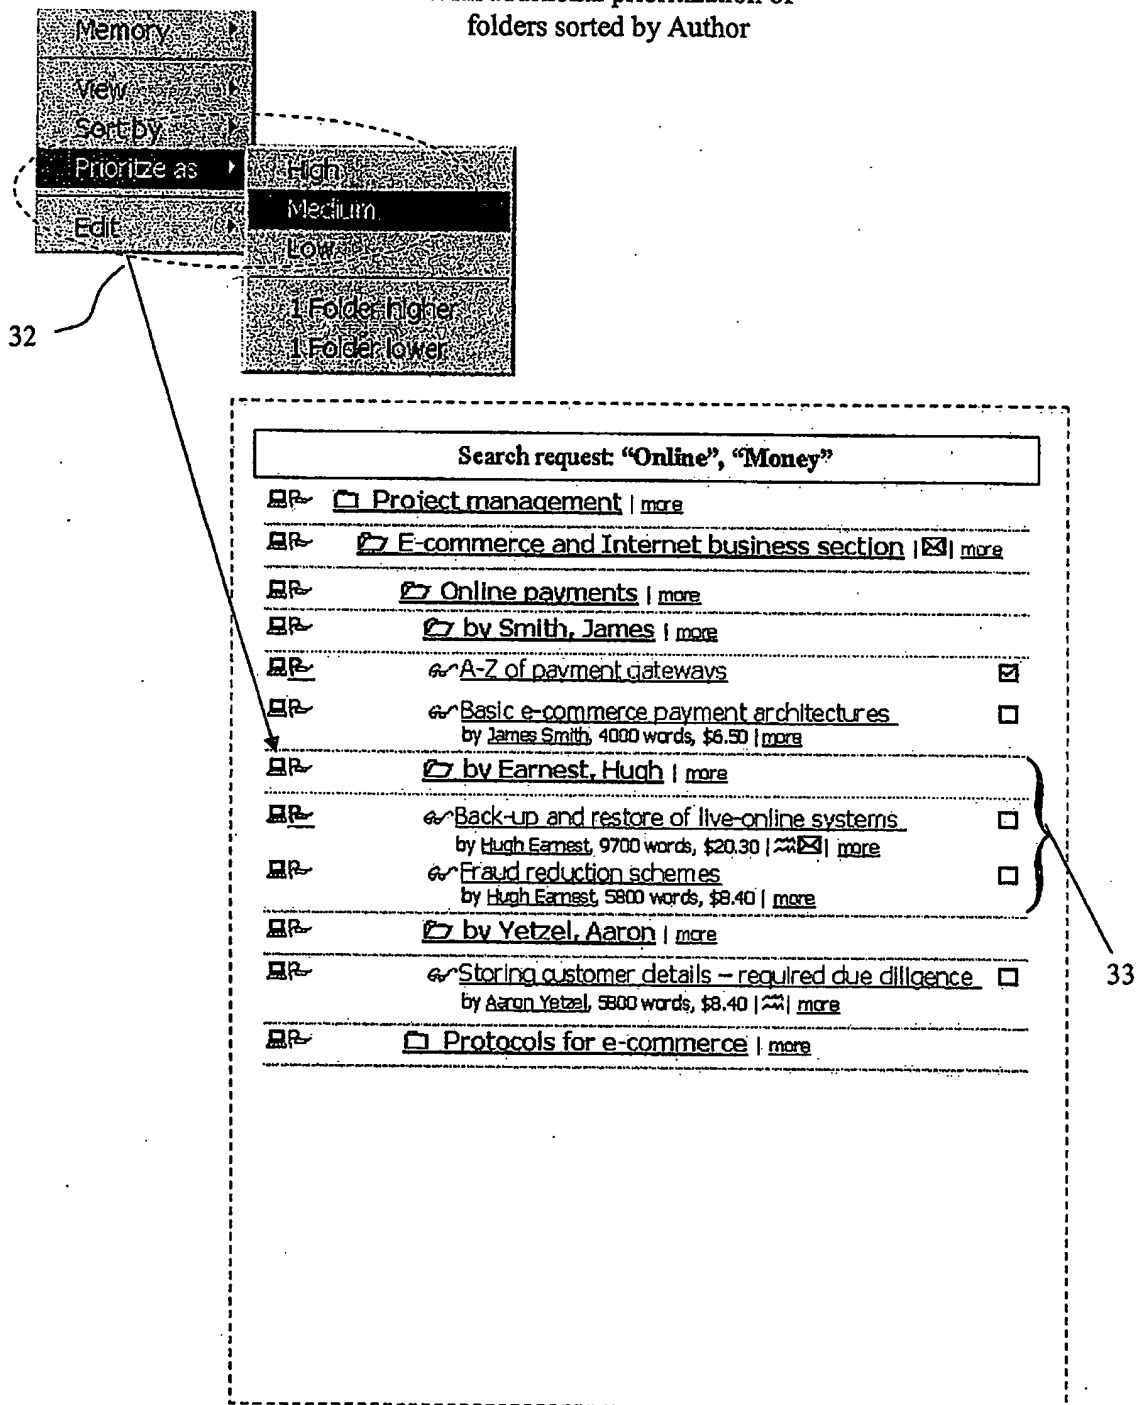 with additional prioritization of
folders sorted by Author
Memory
View
Sort by
Prioritze as
Edit
High
Medium
Low
1 Folder higher
1 Folder lower
32
Search request: “Online”, “Money”
Project management | more
E-commerce and Internet business section | | more
Online payments | more
by Smith, James | more
A-Z of payment gateways
Basic e-commerce payment architectures
by James Smith, 4000 words, $6.50 | more
by Earnest, Hugh | more
Back-up and restore of live-online systems
by Hugh Earnest, 9700 words, $20.30 | | more
Fraud reduction schemes
by Hugh Earnest, 5800 words, $8.40 | more
by Yetzel, Aaron | more
Storing customer details – required due diligence
by Aaron Yetzel, 5800 words, $8.40 | | more
33
Protocols for e-commerce | more